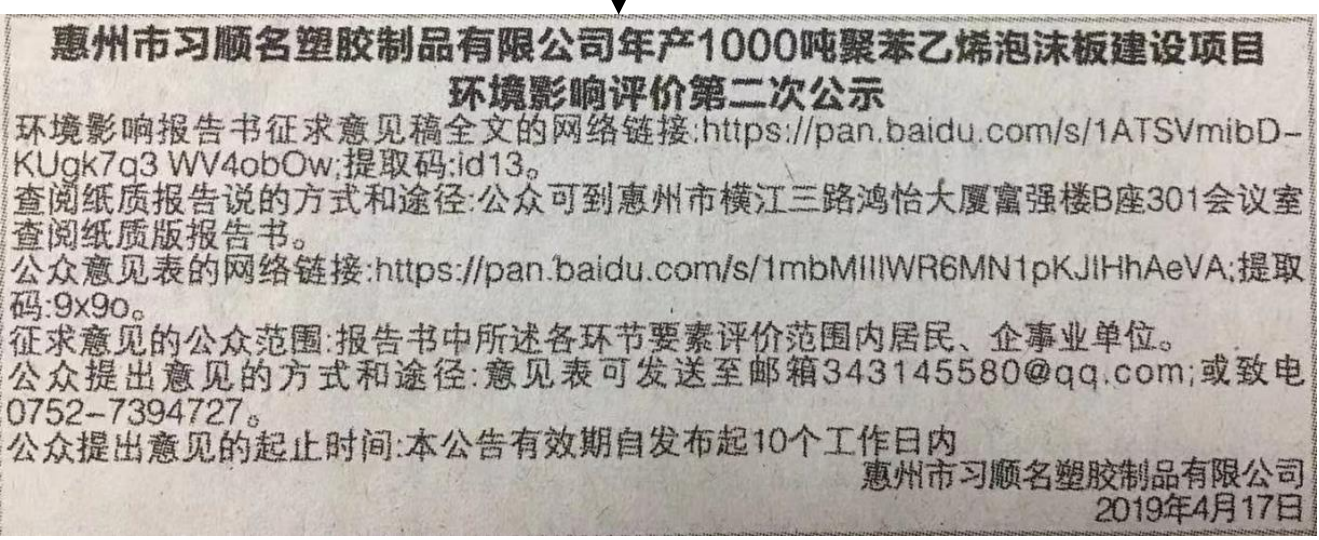 惠州市习顺名塑胶制品有限公司年产1000吨聚苯乙烯泡沫板建设项目
环境影响评价第二次公示
环境影响报告书征求意见稿全文的网络链接:https://pan.baidu.com/s/1ATSVmibD-
KUgk7q3 WV4obOw;提取码:id13。
查阅纸质报告说的方式和途径:公众可到惠州市横江三路鸿怡大厦富强楼B座301会议室
查阅纸质版报告书。
公众意见表的网络链接:https://pan.baidu.com/s/1mbMIIIWR6MN1pKJIHhAeVA;提取
码:9x9o。
征求意见的公众范围:报告书中所述各环节要素评价范围内居民、企事业单位。
公众提出意见的方式和途径:意见表可发送至邮箱343145580@qq.com;或致电
0752-7394727。
公众提出意见的起止时间:本公告有效期自发布起10个工作日内
惠州市习顺名塑胶制品有限公司
2019年4月17日